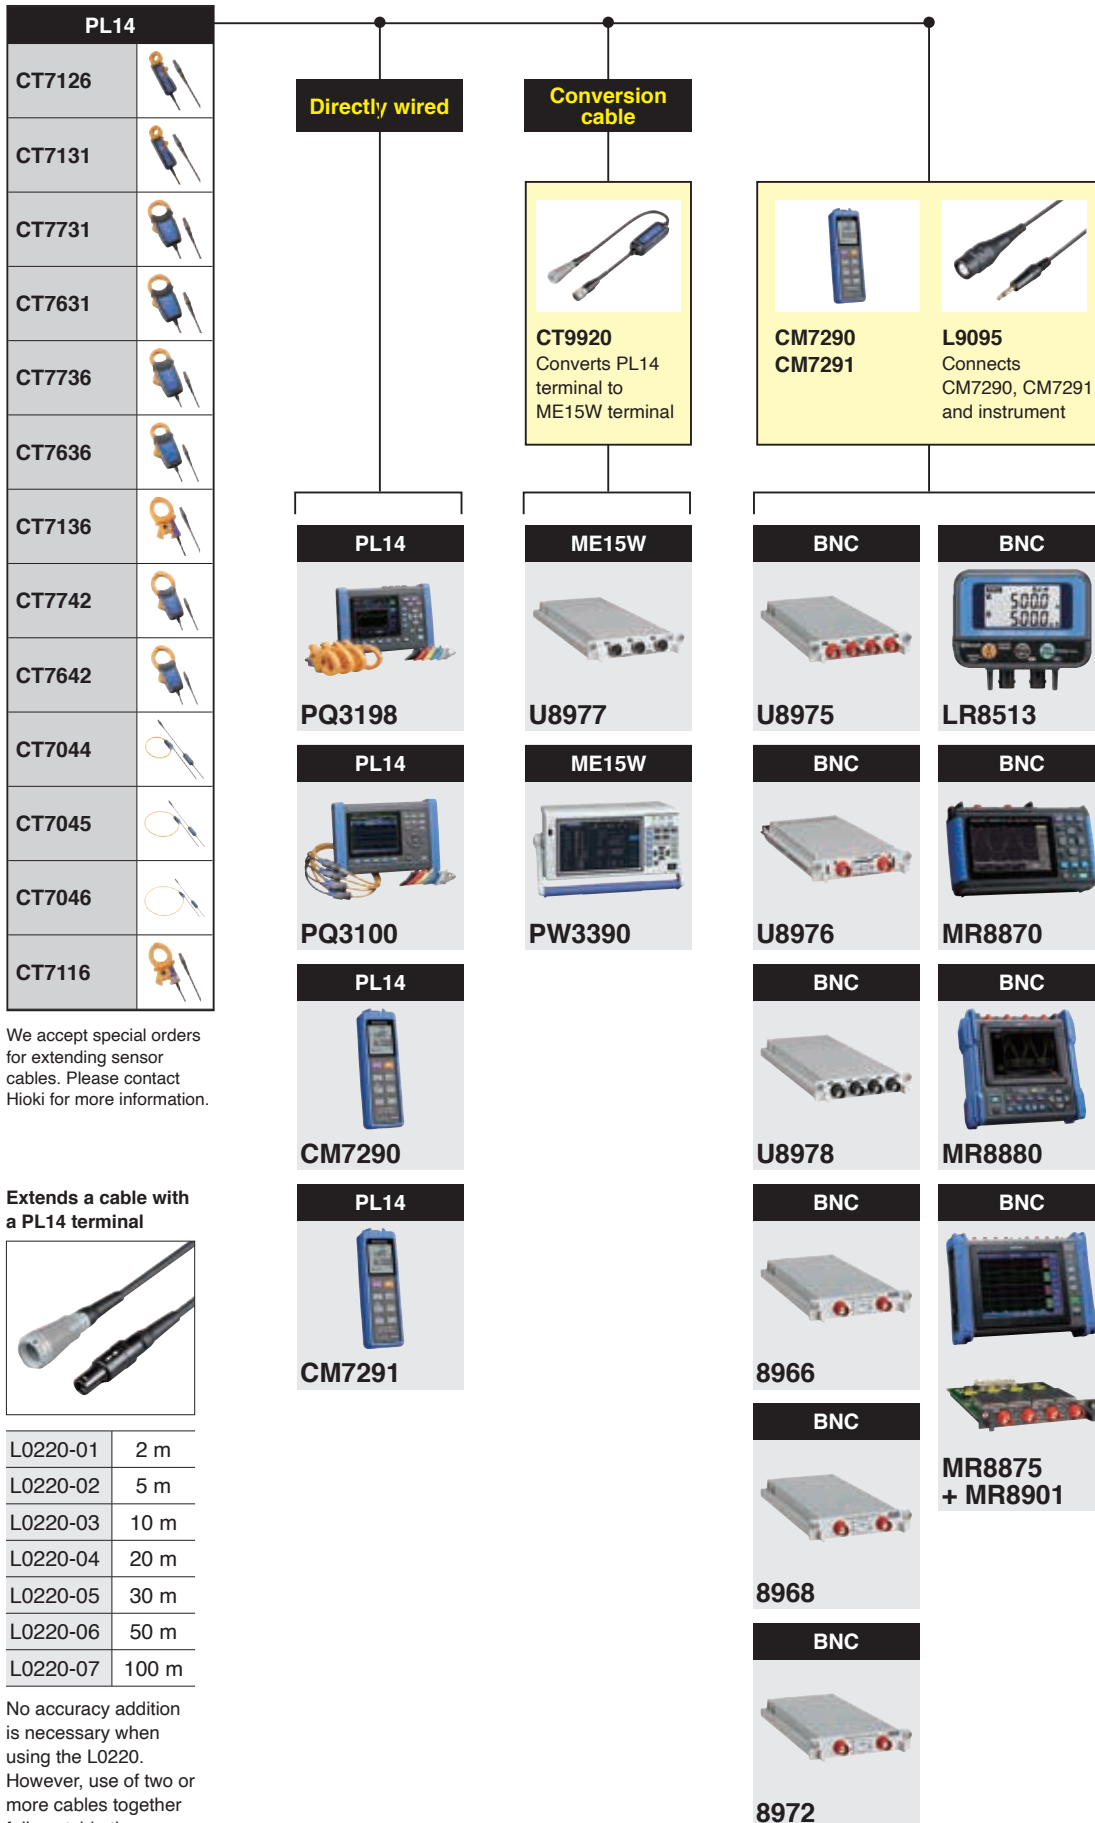 PL14
CT7126
CT7131
CT7731
CT7631
CT7736
CT7636
CT7136
CT7742
CT7642
CT7044
CT7045
CT7046
CT7116
We accept special orders
for extending sensor
cables. Please contact
Hioki for more information.
Extends a cable with
a PL14 terminal
L0220-01 2 m
L0220-02 5 m
L0220-03 10 m
L0220-04 20 m
L0220-05 30 m
L0220-06 50 m
L0220-07 100 m
No accuracy addition
is necessary when
using the L0220.
However, use of two or
more cables together
Directly wired
PL14
PQ3198
PL14
PQ3100
PL14
CM7290
PL14
CM7291
Conversion
cable
CT9920
Converts PL14
terminal to
ME15W terminal
ME15W
U8977
ME15W
PW3390
CM7290
CM7291
L9095
Connects
CM7290, CM7291
and instrument
BNC
U8975
BNC
U8976
BNC
U8978
BNC
8966
BNC
8968
BNC
8972
BNC
5000
5000
LR8513
BNC
MR8870
BNC
MR8880
BNC
MR8875
+ MR8901